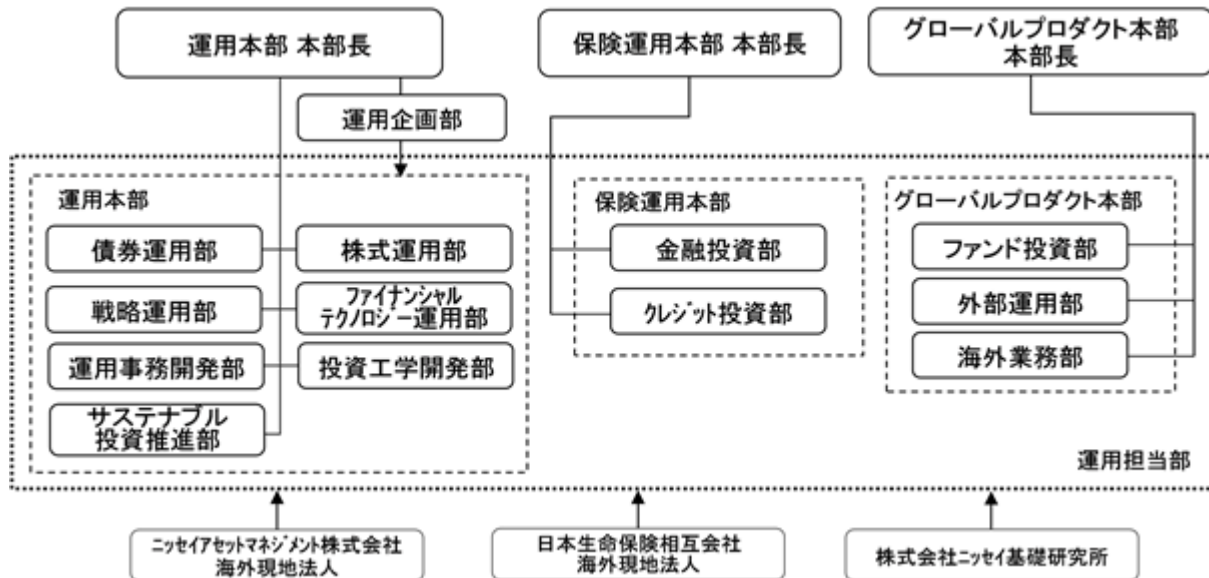 運用本部 本部長
保険運用本部 本部長
グローバルプロダクト本部
本部長
運用企画部
運用本部
債券運用部
株式運用部
戦略運用部
ファイナンシャル
テクノロジー運用部
運用事務開発部
投資工学開発部
サステナブル
投資推進部
保険運用本部
金融投資部
クレジット投資部
グローバルプロダクト本部
ファンド投資部
外部運用部
海外業務部
運用担当部
ニッセイアセットマネジメント株式会社
海外現地法人
日本生命保険相互会社
海外現地法人
株式会社ニッセイ基礎研究所